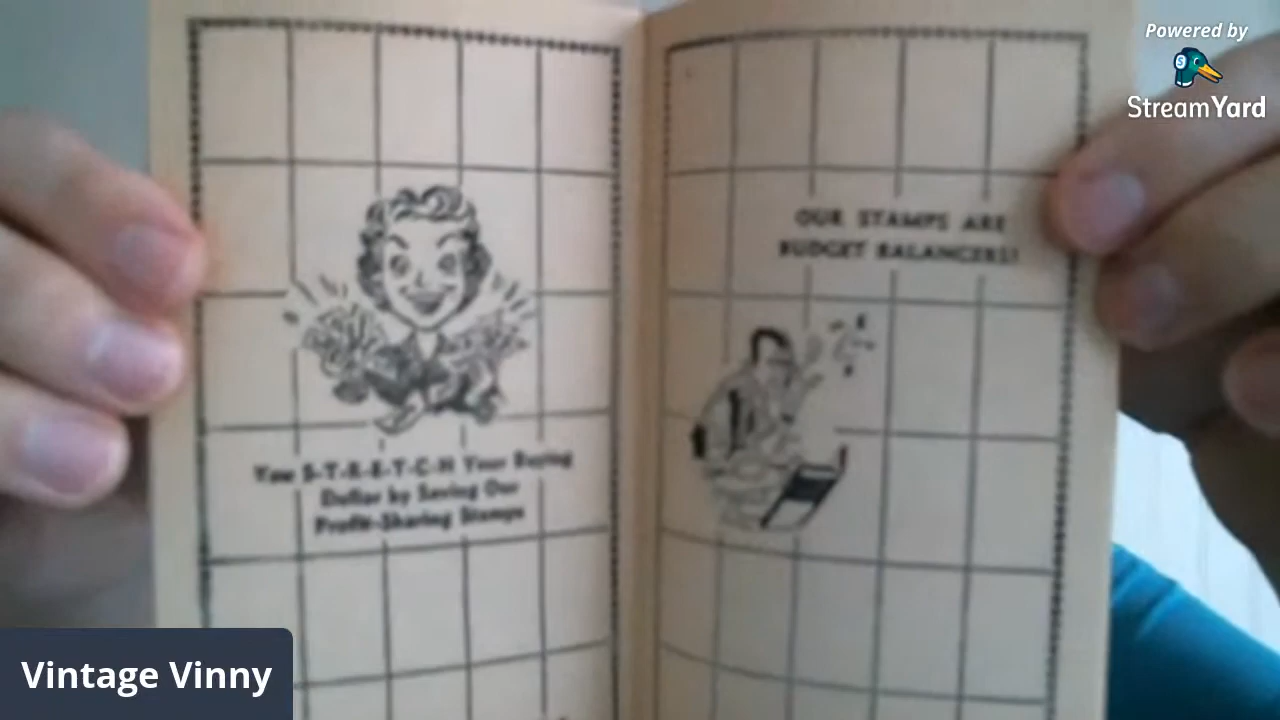 Powered by
StreamYard
OUR STAMPS ARE
BUDGET BALANCERS!
You S-T-R-E-T-C-H Your Buying
Dollar by Saving Our
Profit-Sharing Stamps
Vintage Vinny